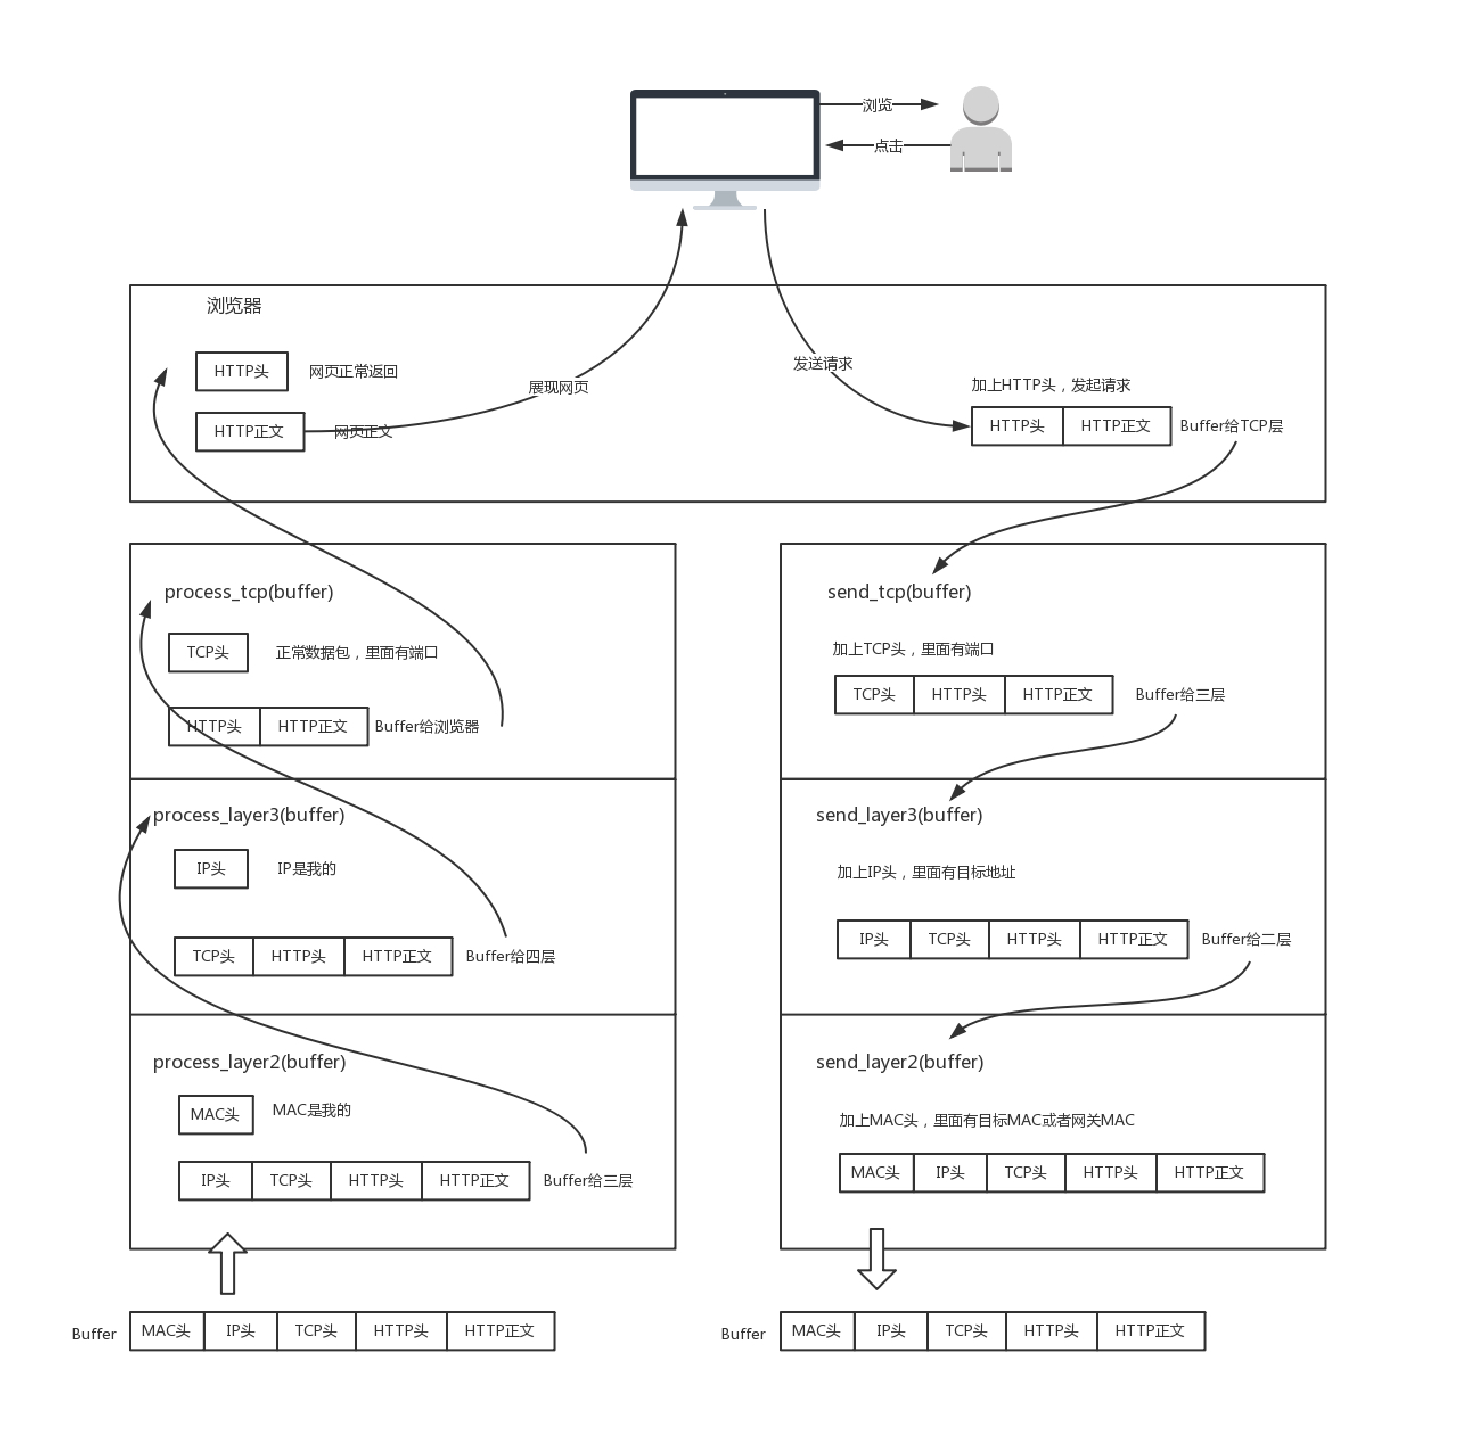 浏览
点击
浏览器
HTTP头
网页正常返回
HTTP正文
网页正文
展现网页
发送请求
加上HTTP头，发起请求
HTTP头
HTTP正文
Buffer给TCP层
process_tcp(buffer)
TCP头
正常数据包，里面有端口
HTTP头
HTTP正文
Buffer给浏览器
send_tcp(buffer)
加上TCP头，里面有端口
TCP头
HTTP头
HTTP正文
Buffer给三层
process_layer3(buffer)
IP头
IP是我的
TCP头
HTTP头
HTTP正文
Buffer给四层
send_layer3(buffer)
加上IP头，里面有目标地址
IP头
TCP头
HTTP头
HTTP正文
Buffer给二层
process_layer2(buffer)
MAC头
MAC是我的
IP头
TCP头
HTTP头
HTTP正文
Buffer给三层
send_layer2(buffer)
加上MAC头，里面有目标MAC或者网关MAC
MAC头
IP头
TCP头
HTTP头
HTTP正文
Buffer
MAC头
IP头
TCP头
HTTP头
HTTP正文
Buffer
MAC头
IP头
TCP头
HTTP头
HTTP正文